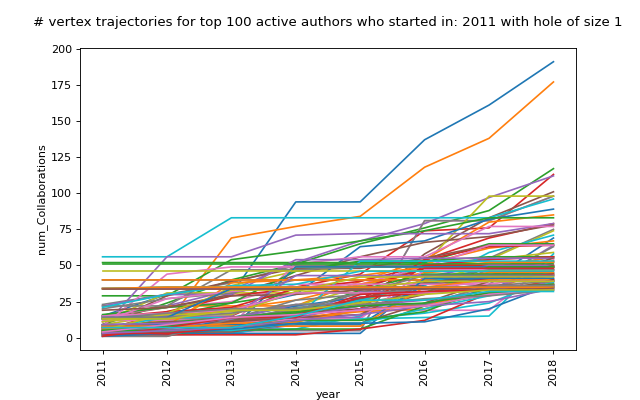 # vertex trajectories for top 100 active authors who started in: 2011 with hole of size 1
200
175
150
125
100
75
50
25
0
num_Collaborations
2011 2012 2013 2014 2015 2016 2017 2018
year